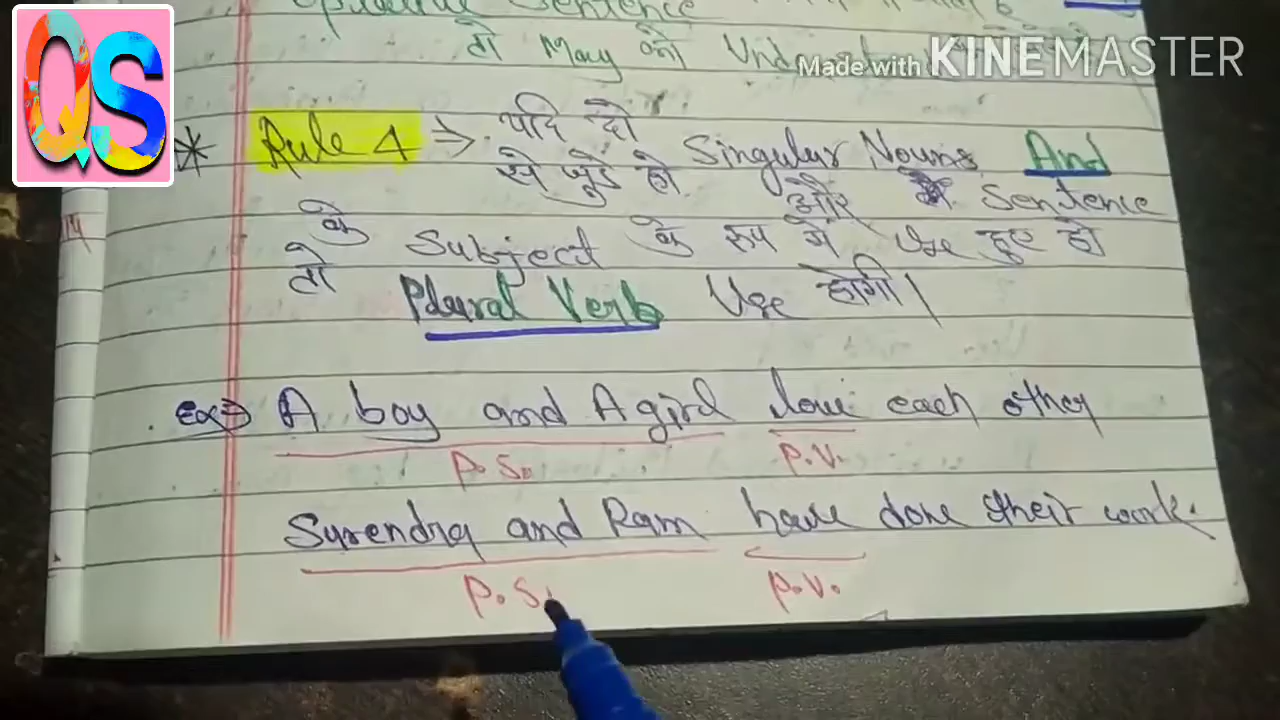 Sentence
तो May को
Made with KINEMASTER
QS
* Rule 4 → यदि दो Singular Nouns And
से जुड़े हो और Sentence
के Subject के रूप में Use हुए हो
तो Plural Verb Use होगी।
Ex→ A boy and A girl love each other
P.S. P.V.
Surendra and Ram have done their work.
P.S. P.V.